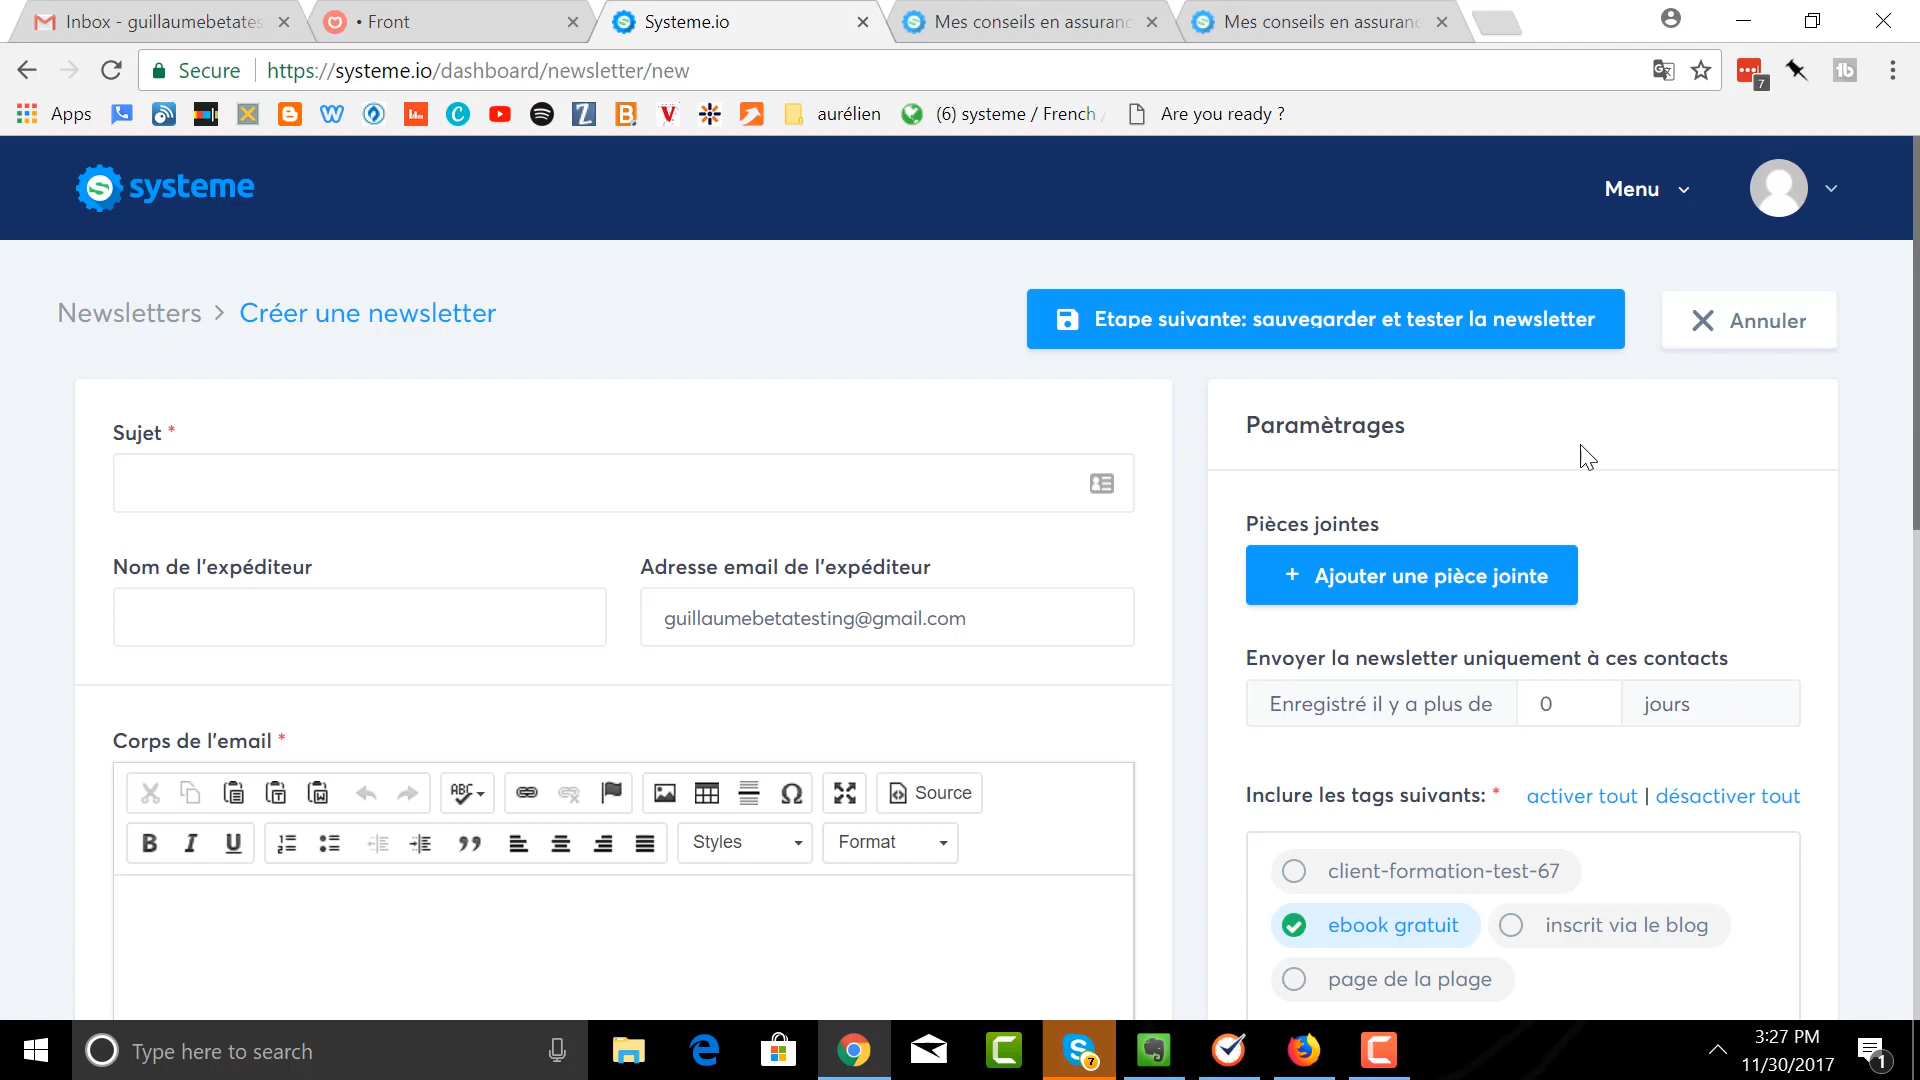 Inbox - guillaumebetates
• Front
Systeme.io
Mes conseils en assuranc
Mes conseils en assuranc
Secure
https://systeme.io/dashboard/newsletter/new
7
Apps
aurélien
(6) systeme / French
Are you ready ?
systeme
Menu
Newsletters > Créer une newsletter
Etape suivante: sauvegarder et tester la newsletter
Annuler
Sujet *
Nom de l'expéditeur
Adresse email de l'expéditeur
guillaumebetatesting@gmail.com
Corps de l'email *
ABC
Source
B I U
Styles
Format
Paramètrages
Pièces jointes
+ Ajouter une pièce jointe
Envoyer la newsletter uniquement à ces contacts
Enregistré il y a plus de 0 jours
Inclure les tags suivants: * activer tout | désactiver tout
client-formation-test-67
ebook gratuit
inscrit via le blog
page de la plage
Type here to search
7
3:27 PM
11/30/2017
1